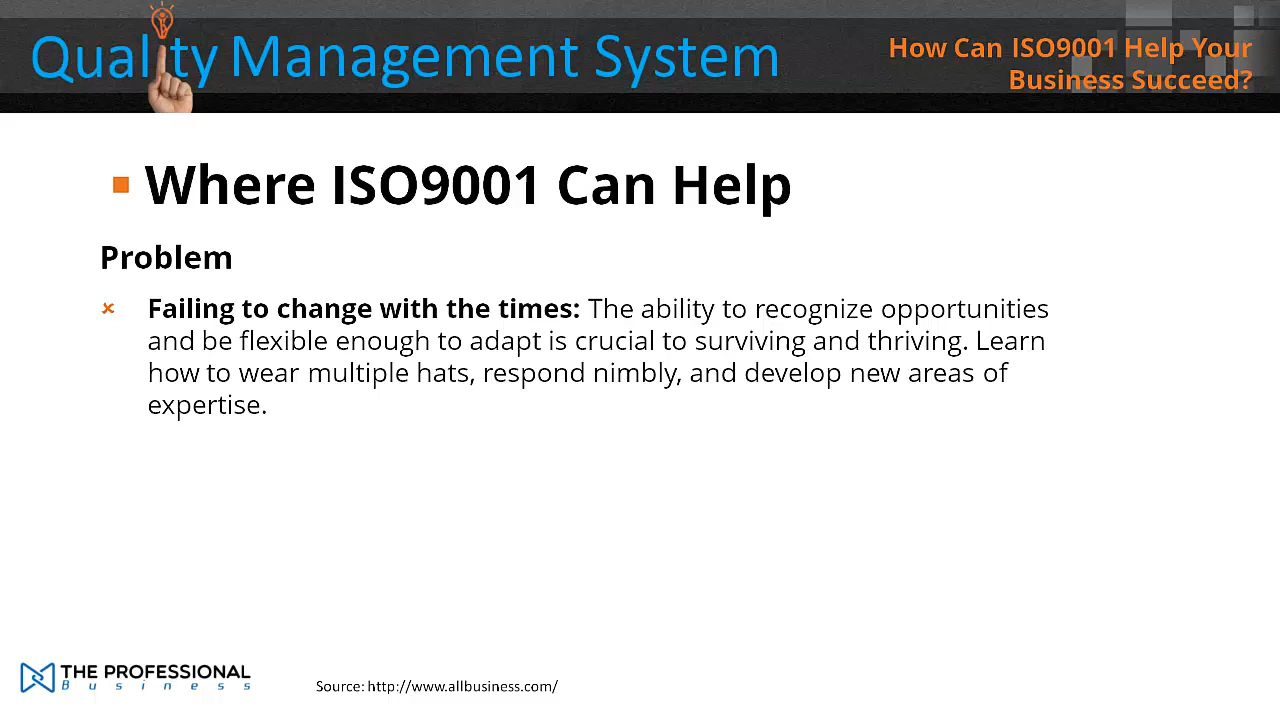 Quality Management System
How Can ISO9001 Help Your
Business Succeed?
Where ISO9001 Can Help
Problem
Failing to change with the times: The ability to recognize opportunities
and be flexible enough to adapt is crucial to surviving and thriving. Learn
how to wear multiple hats, respond nimbly, and develop new areas of
expertise.
THE PROFESSIONAL
Business
Source: http://www.allbusiness.com/